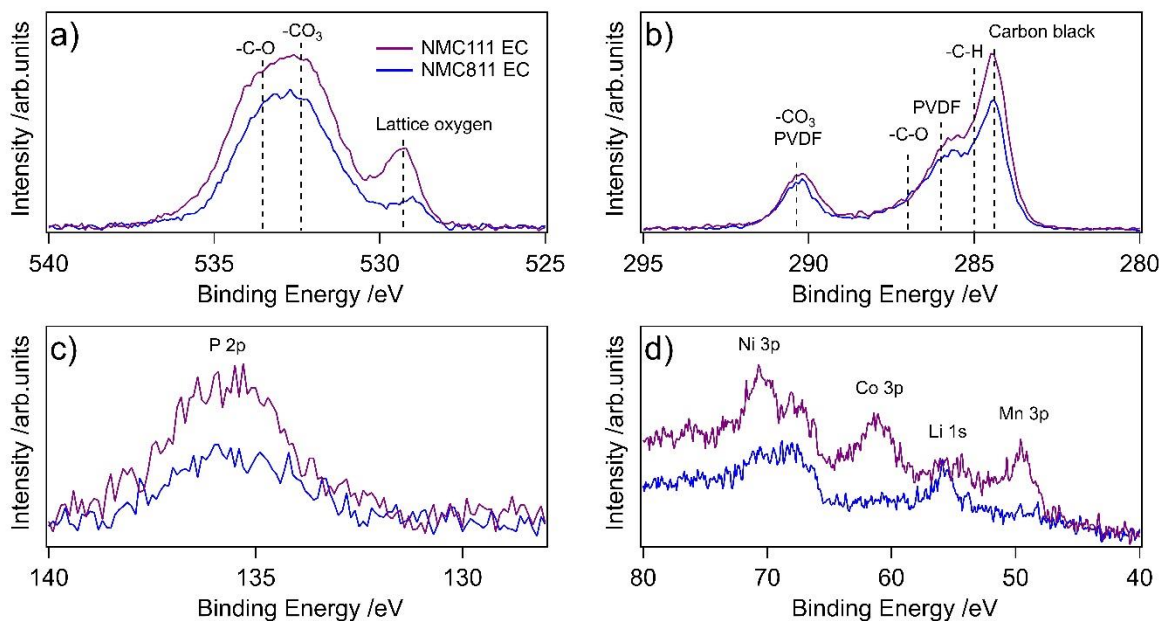 a)
-C-O
-CO₃
NMC111 EC
NMC811 EC
Lattice oxygen
Intensity /arb.units
540 535 530 525
Binding Energy /eV
b)
-CO₃
PVDF
-C-O
PVDF
-C-H
Carbon black
Intensity /arb.units
295 290 285 280
Binding Energy /eV
c)
P 2p
Intensity /arb.units
140 135 130
Binding Energy /eV
d)
Ni 3p
Co 3p
Li 1s
Mn 3p
Intensity /arb.units
80 70 60 50 40
Binding Energy /eV